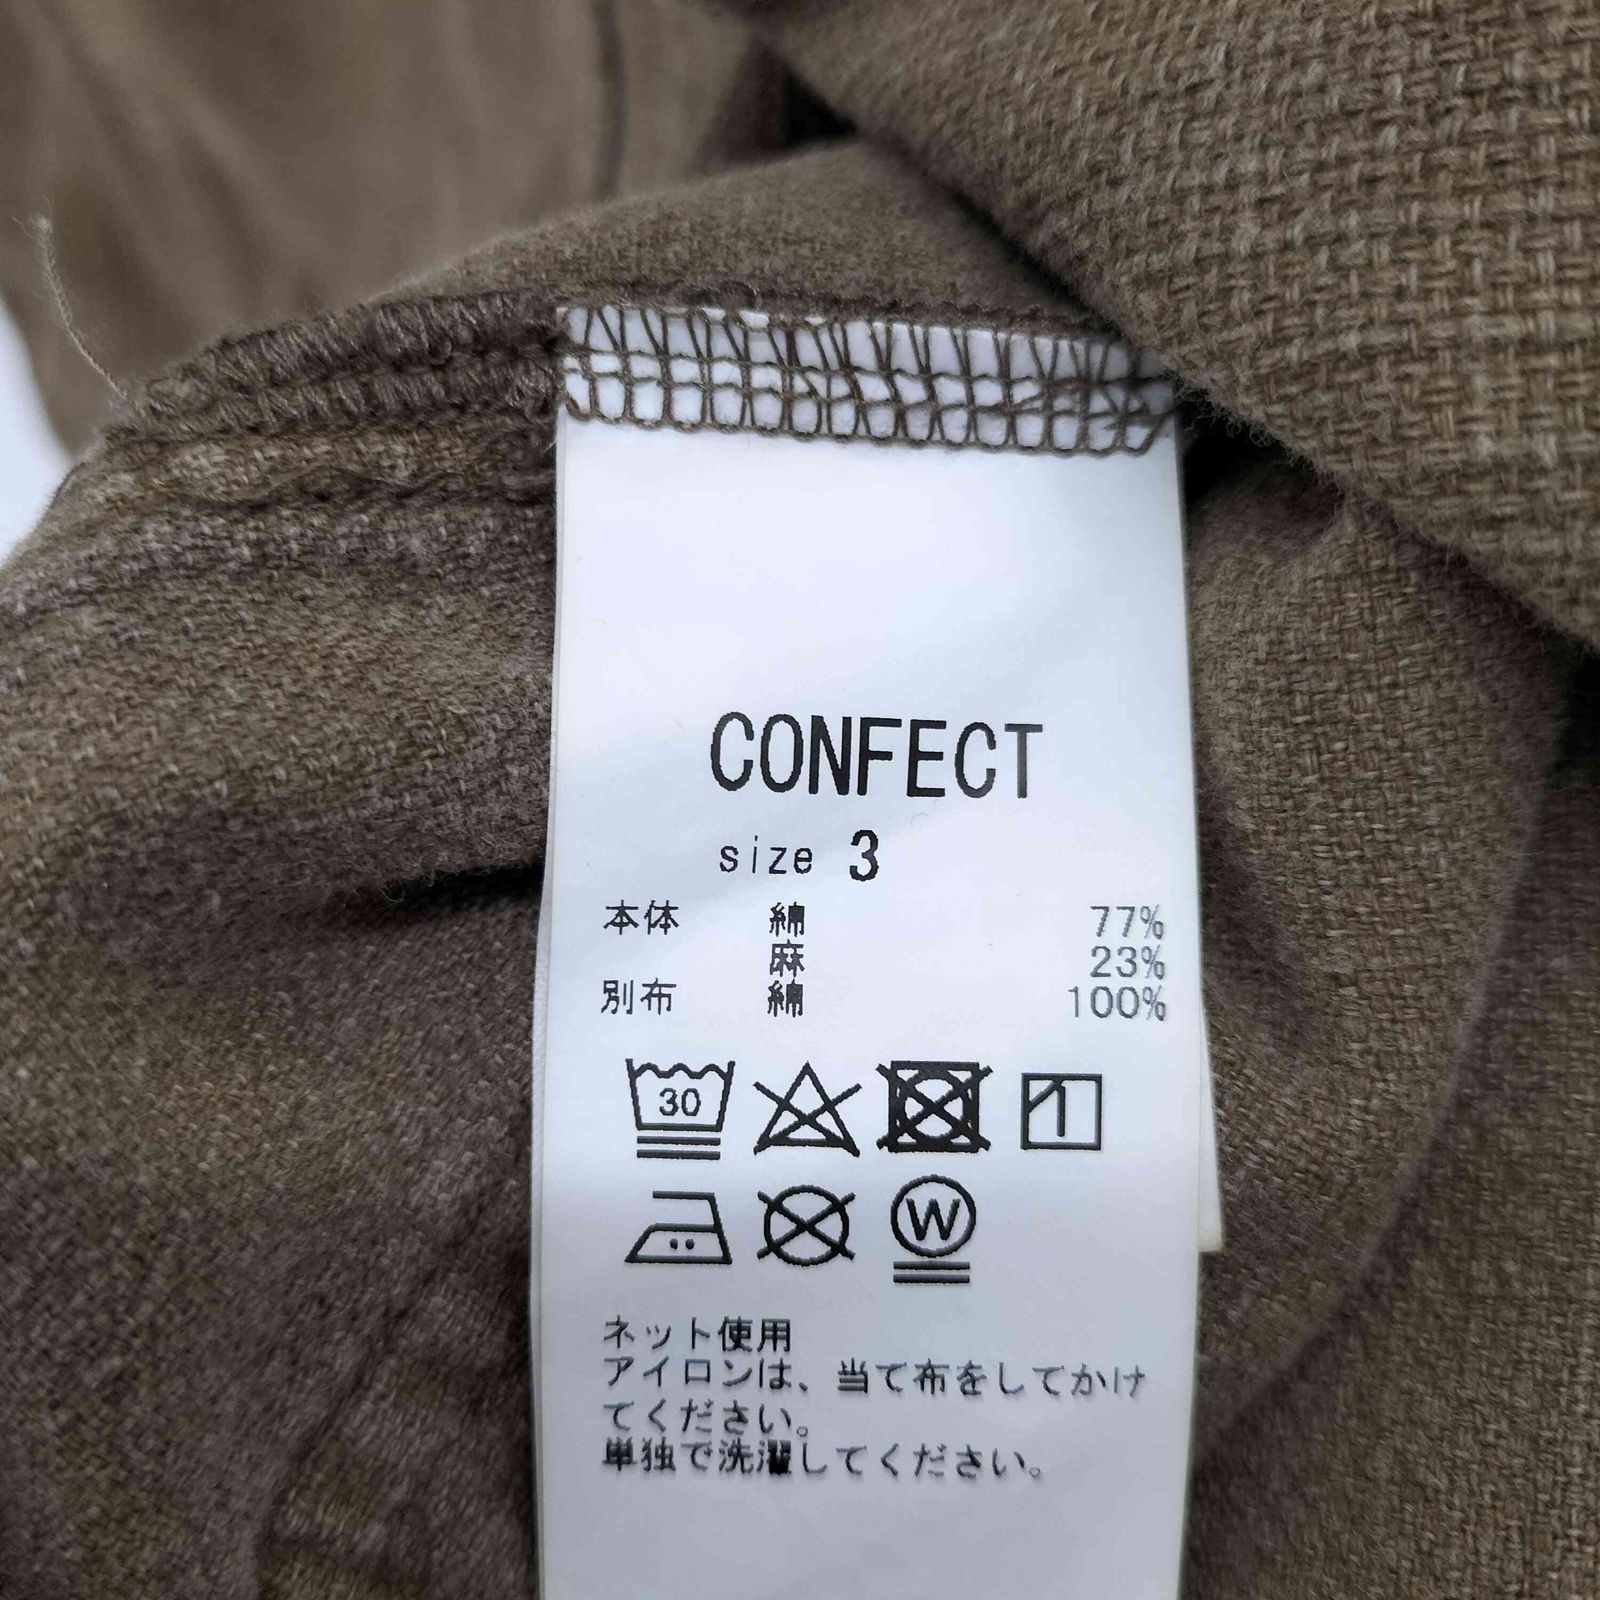 CONFECT
size 3
本体 綿 77%
麻 23%
別布 綿 100%
30
W
ネット使用
アイロンは、当て布をしてかけ
てください。
単独で洗濯してください。